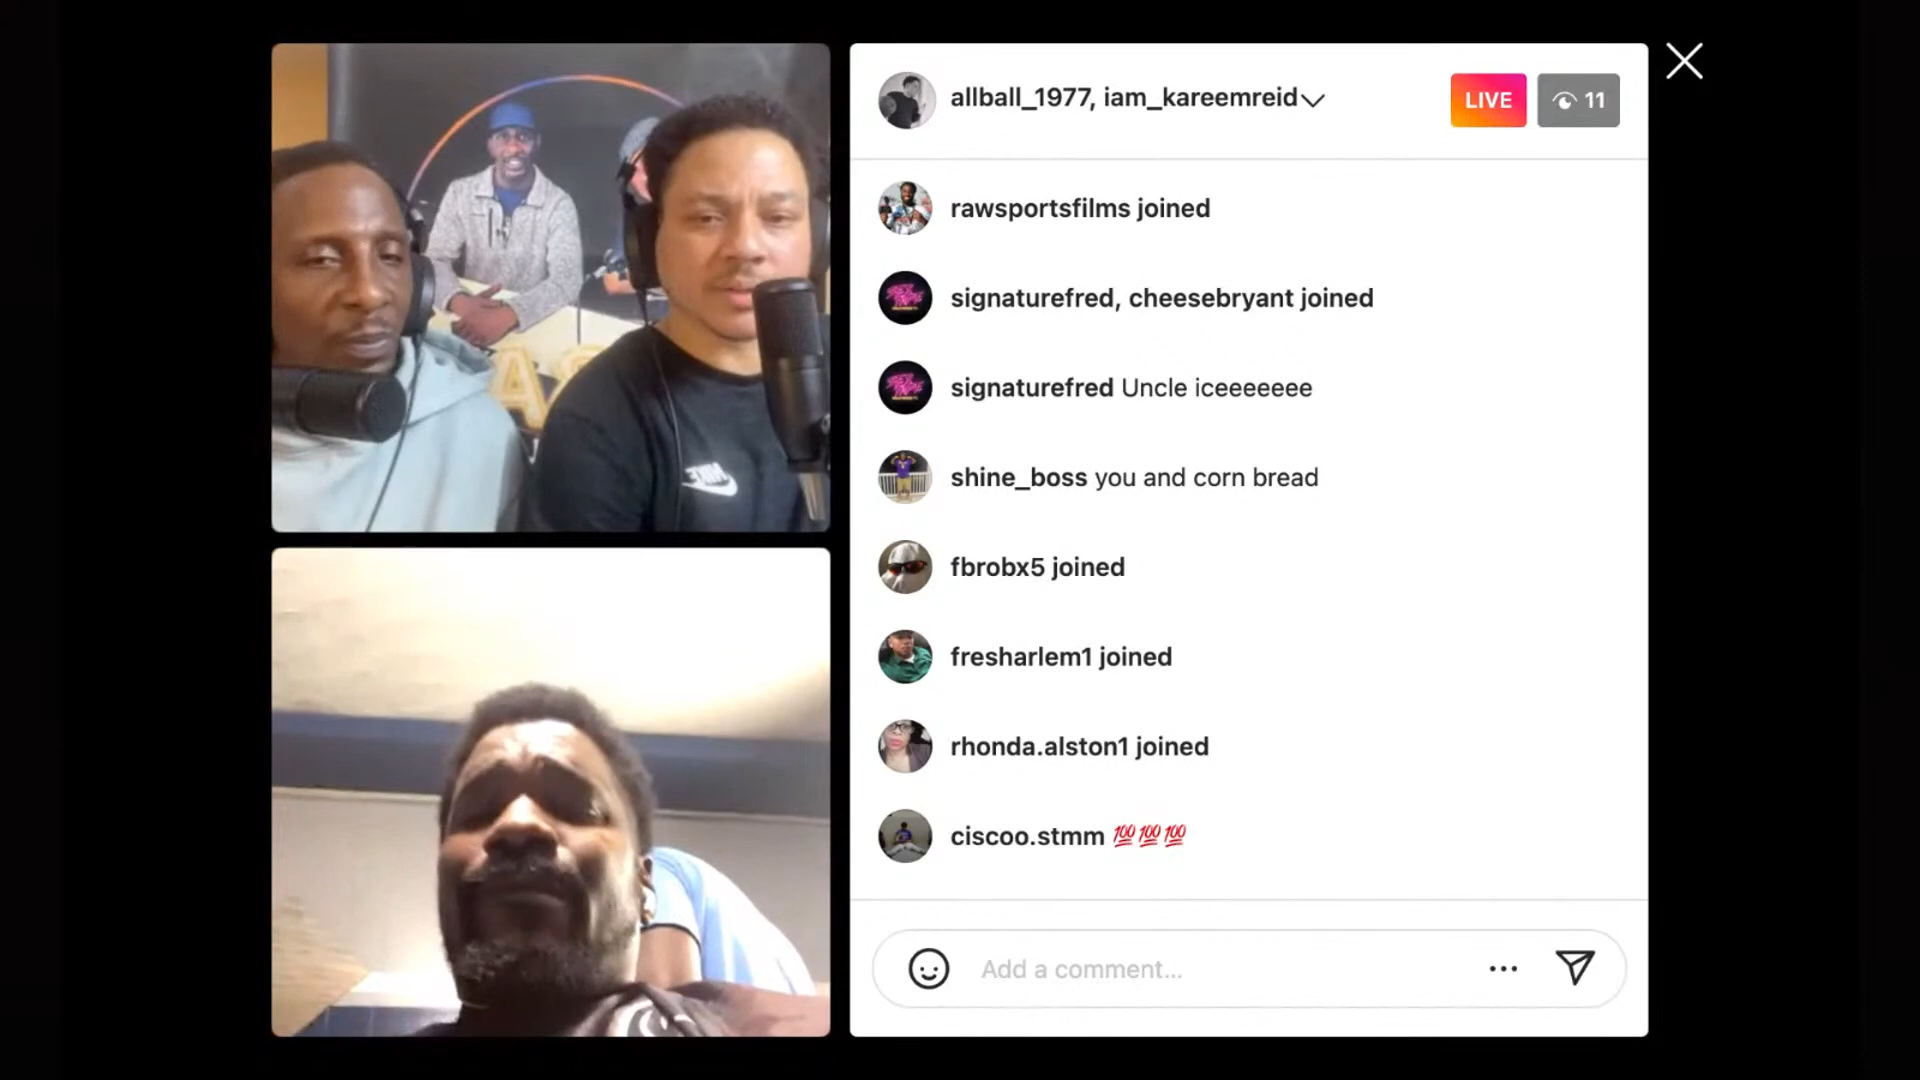 allball_1977, iam_kareemreid
LIVE
11
rawsportsfilms joined
signaturefred, cheesebryant joined
signaturefred Uncle iceeeeeee
shine_boss you and corn bread
fbrobx5 joined
fresharlem1 joined
rhonda.alston1 joined
ciscoo.stmm 💯💯💯
Add a comment...
NIKE